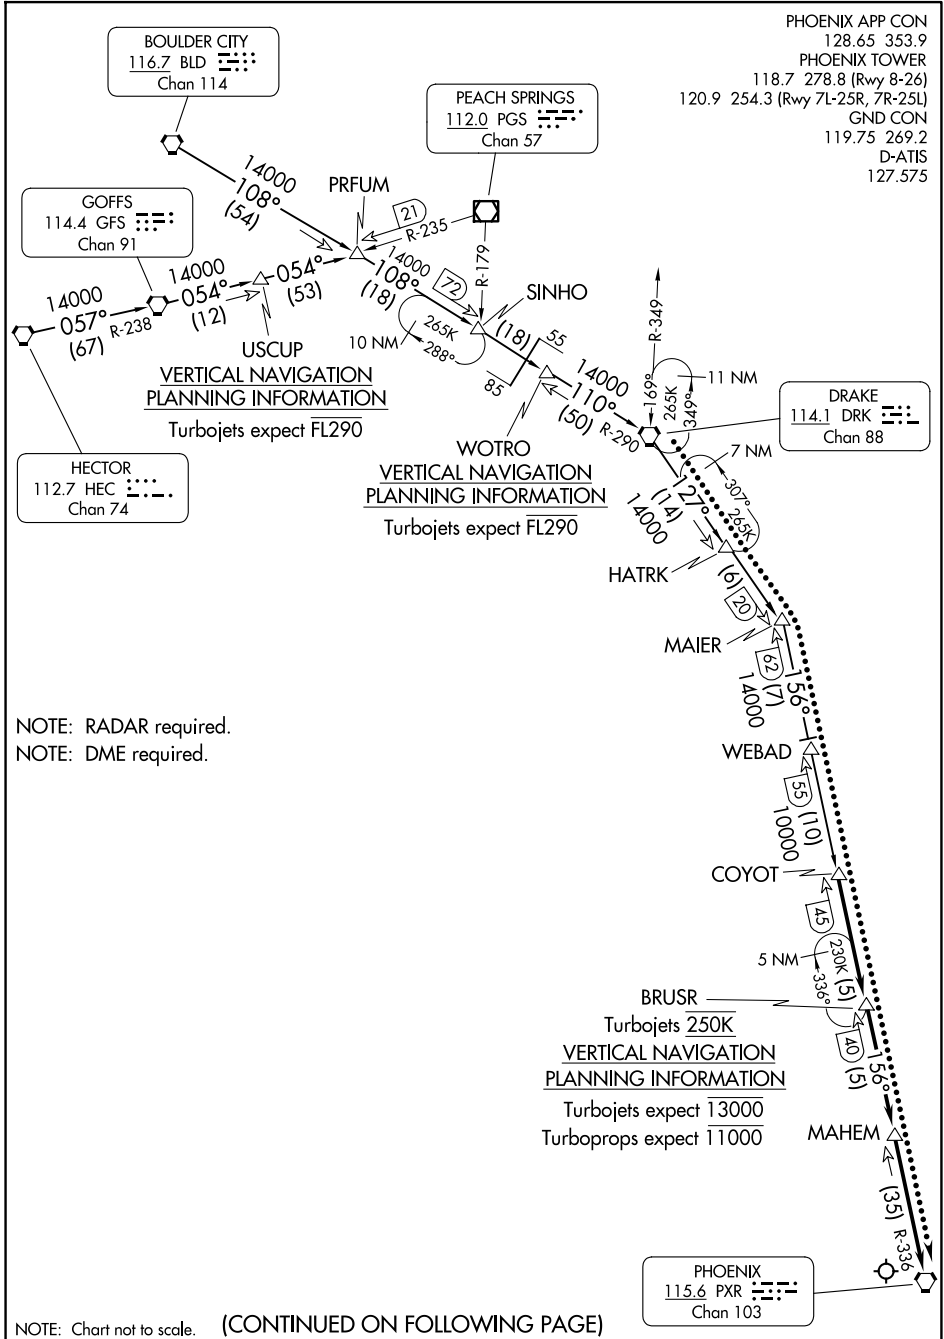 PHOENIX APP CON
128.65 353.9
PHOENIX TOWER
118.7 278.8 (Rwy 8-26)
120.9 254.3 (Rwy 7L-25R, 7R-25L)
GND CON
119.75 269.2
D-ATIS
127.575
BOULDER CITY
116.7 BLD
Chan 114
PEACH SPRINGS
112.0 PGS
Chan 57
GOFFS
114.4 GFS
Chan 91
14000
108°
(54)
PRFUM
21
R-235
R-179
14000
057°
(67)
R-238
14000
054°
(12)
054°
(53)
14000
108°
(18)
72
SINHO
10 NM
265K
288°
(18)
55
85
USCUP
VERTICAL NAVIGATION
PLANNING INFORMATION
Turbojets expect FL290
14000
110°
(50)
R-290
R-349
169°
265K
349°
11 NM
DRAKE
114.1 DRK
Chan 88
HECTOR
112.7 HEC
Chan 74
WOTRO
VERTICAL NAVIGATION
PLANNING INFORMATION
Turbojets expect FL290
7 NM
307°
265K
127°
(14)
14000
HATRK
(6)
20
MAIER
62
(7)
14000
156°
NOTE: RADAR required.
NOTE: DME required.
WEBAD
55
(10)
10000
COYOT
45
5 NM
230K
336°
(5)
BRUSR
Turbojets 250K
VERTICAL NAVIGATION
PLANNING INFORMATION
Turbojets expect 13000
Turboprops expect 11000
40
(5)
156°
MAHEM
(35)
R-336
PHOENIX
115.6 PXR
Chan 103
NOTE: Chart not to scale.
(CONTINUED ON FOLLOWING PAGE)